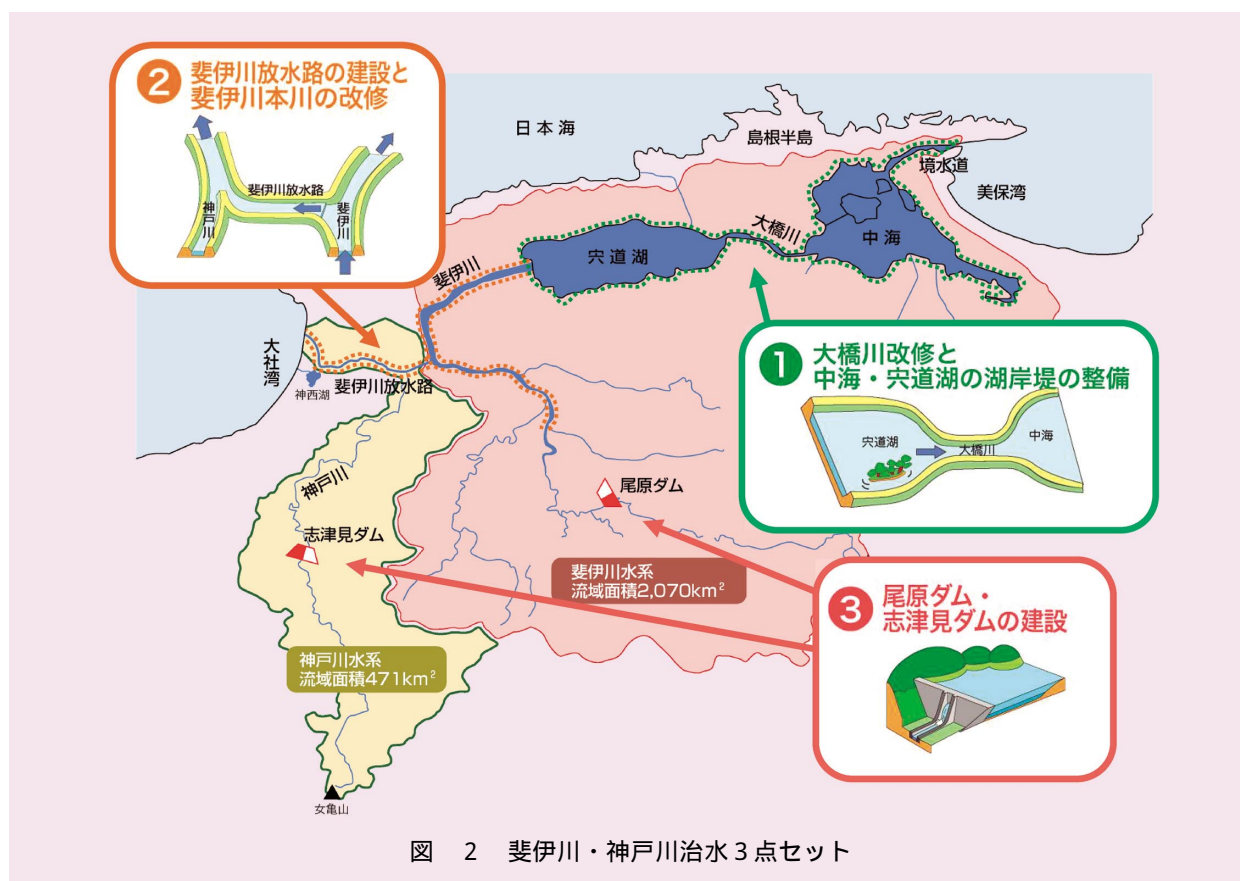 2
斐伊川放水路の建設と
斐伊川本川の改修
斐伊川放水路
神戸川
斐伊川
日本海
島根半島
境水道
美保湾
大橋川
中海
宍道湖
斐伊川
大社湾
神西湖
斐伊川放水路
1
大橋川改修と
中海・宍道湖の湖岸堤の整備
宍道湖
大橋川
中海
神戸川
志津見ダム
尾原ダム
斐伊川水系
流域面積2,070km²
3
尾原ダム・
志津見ダムの建設
神戸川水系
流域面積471km²
女亀山
図 2 斐伊川・神戸川治水3点セット